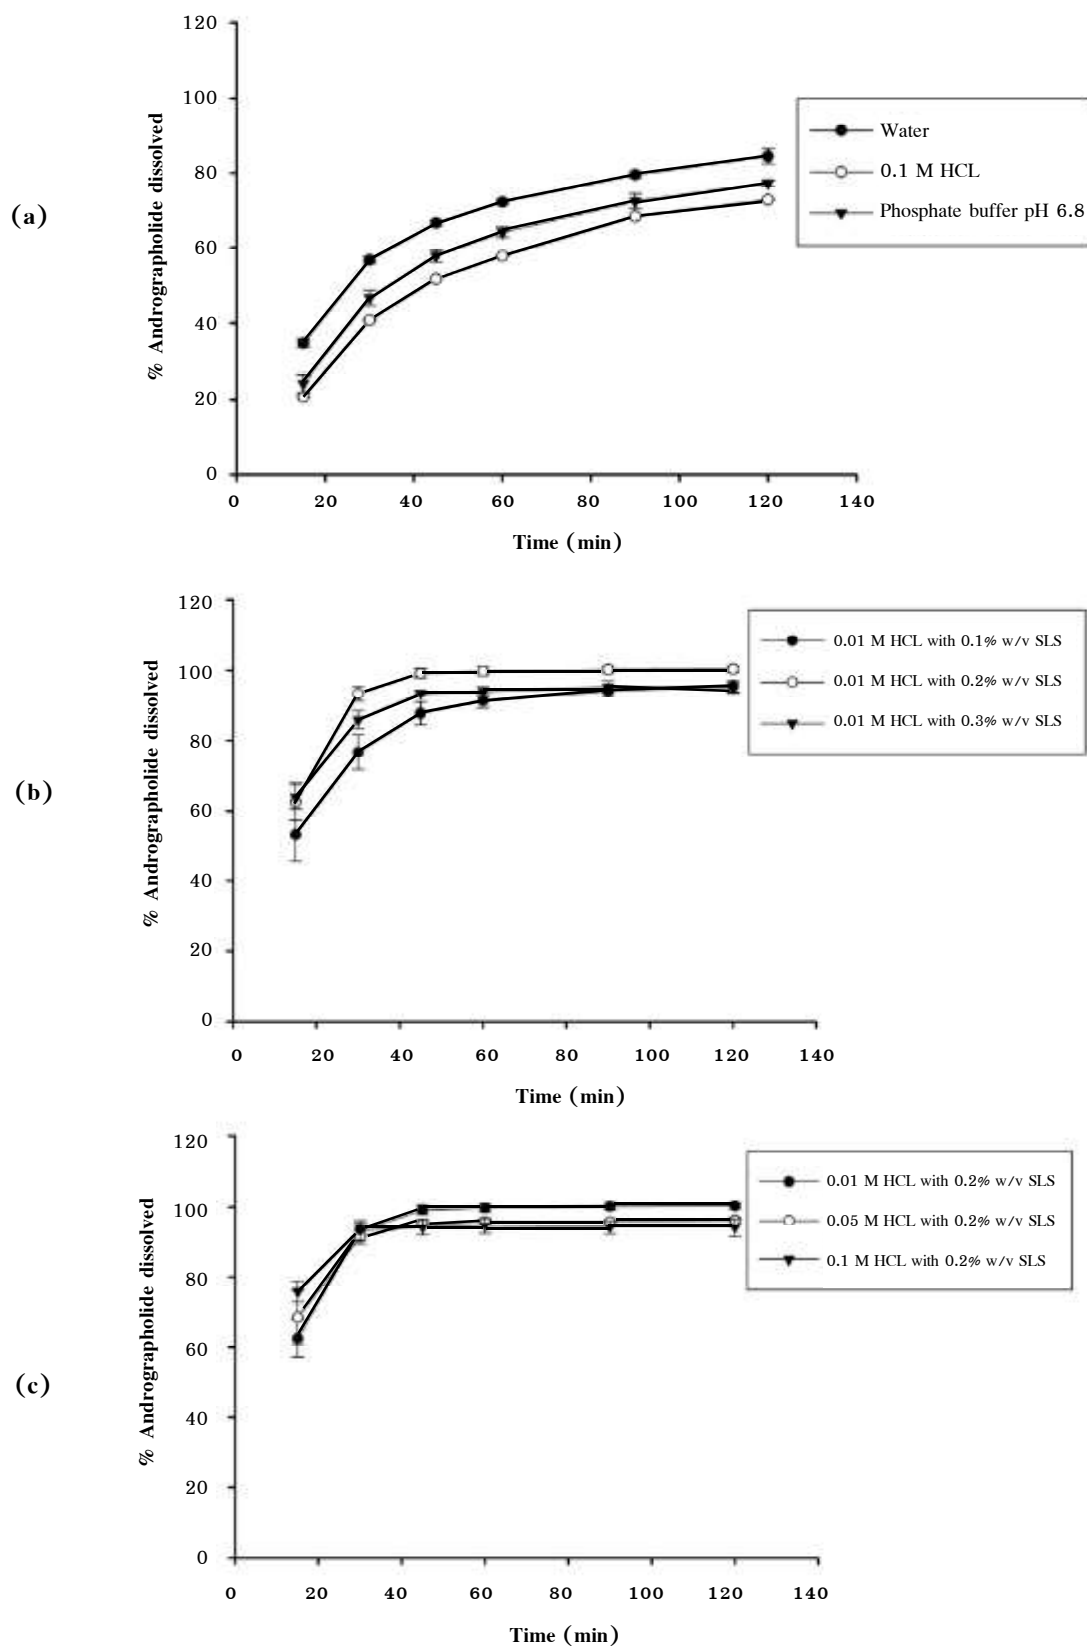 (a)
% Andrographolide dissolved
120
100
80
60
40
20
0
0 20 40 60 80 100 120 140
Time (min)
Water
0.1 M HCL
Phosphate buffer pH 6.8
(b)
% Andrographolide dissolved
120
100
80
60
40
20
0
0 20 40 60 80 100 120 140
Time (min)
0.01 M HCL with 0.1% w/v SLS
0.01 M HCL with 0.2% w/v SLS
0.01 M HCL with 0.3% w/v SLS
(c)
% Andrographolide dissolved
120
100
80
60
40
20
0
0 20 40 60 80 100 120 140
Time (min)
0.01 M HCL with 0.2% w/v SLS
0.05 M HCL with 0.2% w/v SLS
0.1 M HCL with 0.2% w/v SLS